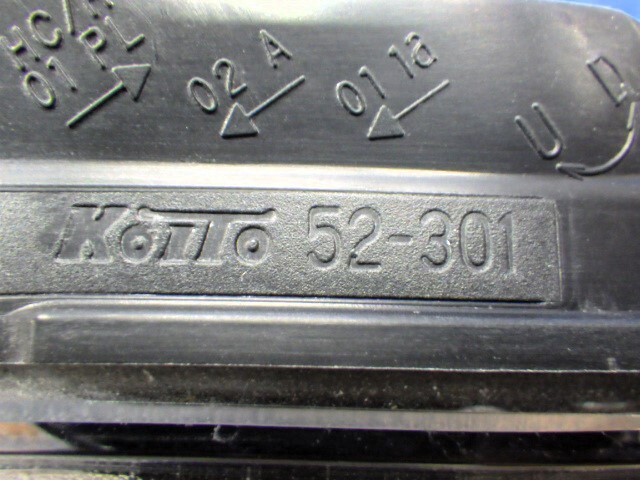 HC/R
01 PL
02 A
01 1a
U D
KOITO 52-301